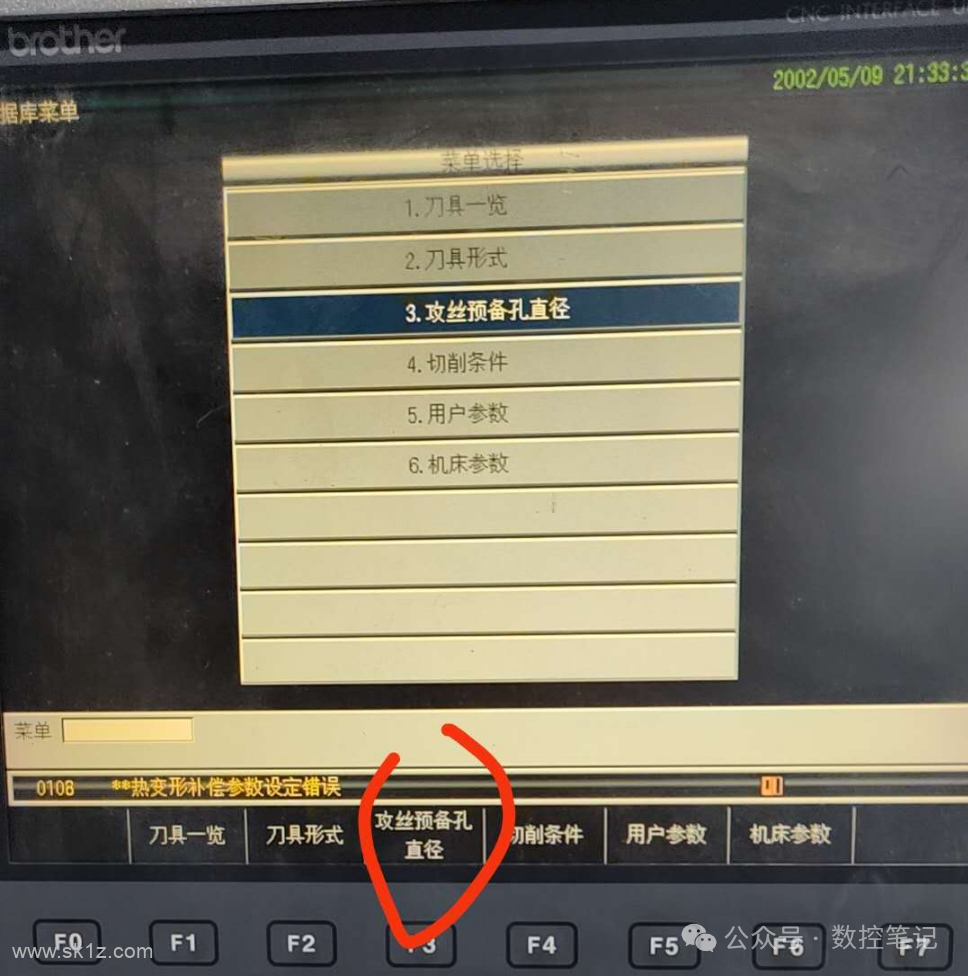 CNC INTERFACE
brother
2002/05/09 21:33:3
据库菜单
菜单选择
1.刀具一览
2.刀具形式
3.攻丝预备孔直径
4.切削条件
5.用户参数
6.机床参数
菜单
0108 **热变形补偿参数设定错误
刀具一览 刀具形式 攻丝预备孔 切削条件 用户参数 机床参数
直径
F0 F1 F2 F3 F4 F5 F6 F7
www.sk1z.com
公众号·数控笔记